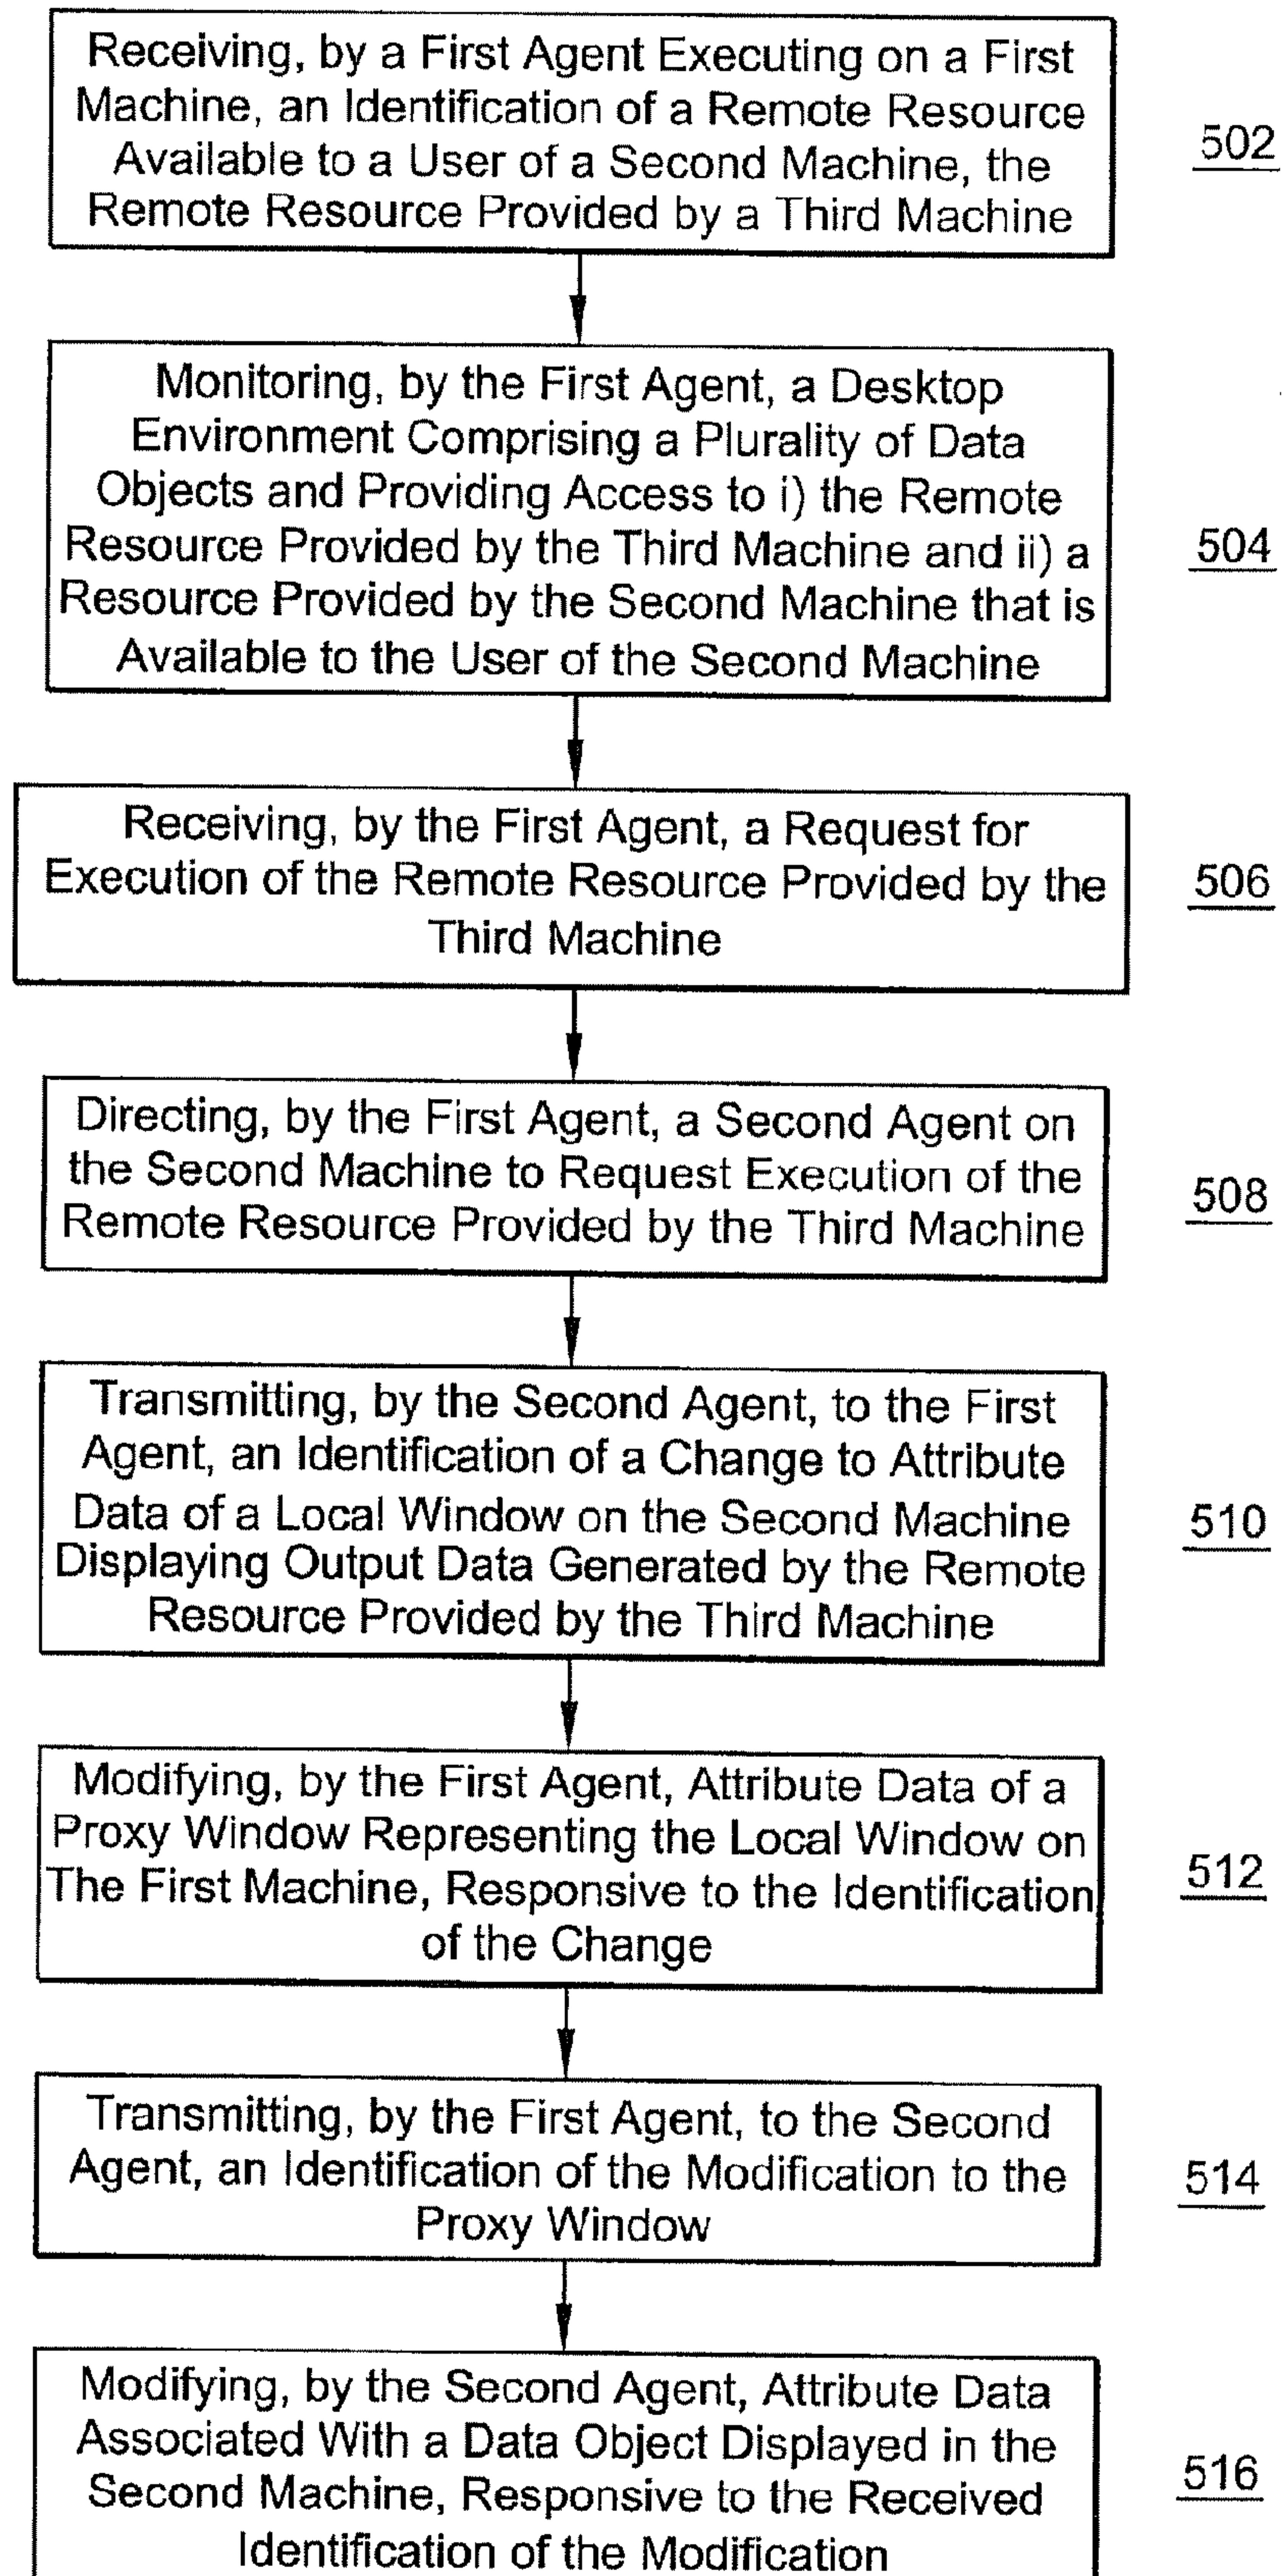 Receiving, by a First Agent Executing on a First
Machine, an Identification of a Remote Resource
Available to a User of a Second Machine, the
Remote Resource Provided by a Third Machine
502
Monitoring, by the First Agent, a Desktop
Environment Comprising a Plurality of Data
Objects and Providing Access to i) the Remote
Resource Provided by the Third Machine and ii) a
Resource Provided by the Second Machine that is
Available to the User of the Second Machine
504
Receiving, by the First Agent, a Request for
Execution of the Remote Resource Provided by the
Third Machine
506
Directing, by the First Agent, a Second Agent on
the Second Machine to Request Execution of the
Remote Resource Provided by the Third Machine
508
Transmitting, by the Second Agent, to the First
Agent, an Identification of a Change to Attribute
Data of a Local Window on the Second Machine
Displaying Output Data Generated by the Remote
Resource Provided by the Third Machine
510
Modifying, by the First Agent, Attribute Data of a
Proxy Window Representing the Local Window on
The First Machine, Responsive to the Identification
of the Change
512
Transmitting, by the First Agent, to the Second
Agent, an Identification of the Modification to the
Proxy Window
514
Modifying, by the Second Agent, Attribute Data
Associated With a Data Object Displayed in the
Second Machine, Responsive to the Received
Identification of the Modification
516